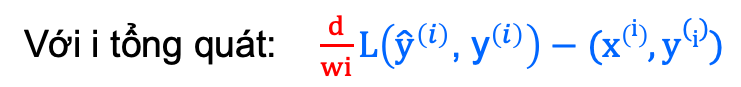 Với i tổng quát: d/wi L(ŷ⁽ⁱ⁾, y⁽ⁱ⁾) − (x⁽ⁱ⁾, y⁽ⁱ⁾)